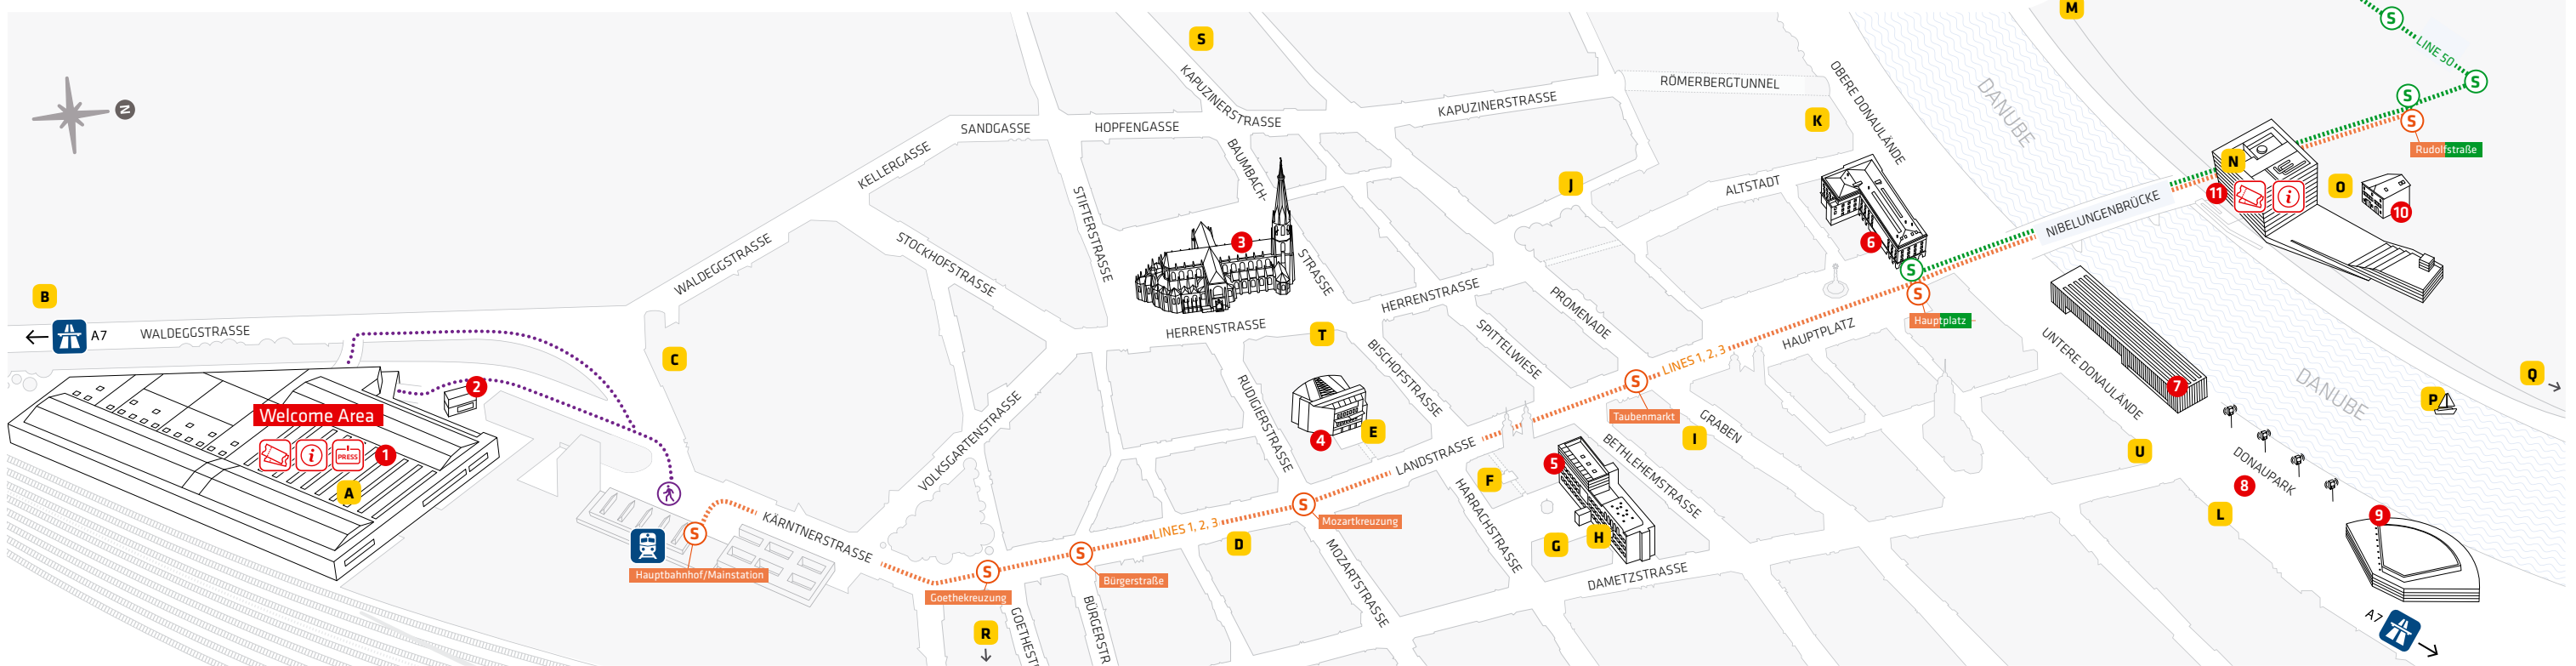 M
S
LINE 50
S
S
S
S
Rudolfstraße
N
KAPUZINERSTRASSE
RÖMERBERGTUNNEL
OBERE DONAULÄNDE
DANUBE
KAPUZINERSTRASSE
SANDGASSE
HOPFENGASSE
K
KELLERGASSE
BAUMBACH-
STRASSE
STIFTERSTRASSE
J
ALTSTADT
N
11
i
O
10
NIBELUNGENBRÜCKE
WALDEGGSTRASSE
STOCKHOFSTRASSE
3
6
S
S
Hauptplatz
HERRENSTRASSE
PROMENADE
B
A7
WALDEGGSTRASSE
C
HERRENSTRASSE
T
BISCHOFSTRASSE
SPITTELWIESE
LINES 1, 2, 3
HAUPTPLATZ
UNTERE DONAULÄNDE
DANUBE
Q
P
7
2
Welcome Area
i
PRESS
1
A
VOLKSGARTENSTRASSE
RUDIGIERSTRASSE
4
E
S
Taubenmarkt
GRABEN
I
LANDSTRASSE
5
BETHLEHEMSTRASSE
F
HARRACHSTRASSE
U
DONAUPARK
8
L
9
S
Hauptbahnhof/Mainstation
KÄRNTNERSTRASSE
S
Goethekreuzung
S
Bürgerstraße
LINES 1, 2, 3
D
S
Mozartkreuzung
MOZARTSTRASSE
G
H
DAMETZSTRASSE
R
GOETHEST
BÜRGERSTR
A7